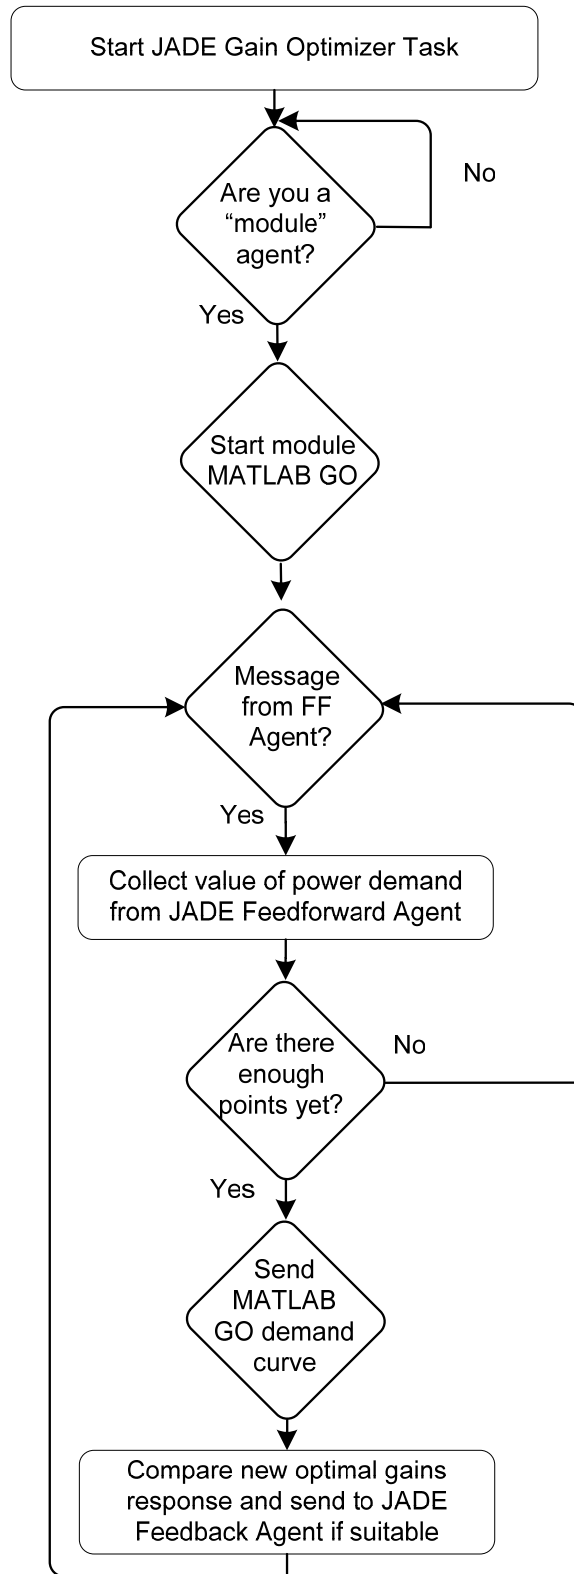 Start JADE Gain Optimizer Task
Are you a
“module”
agent?
No
Yes
Start module
MATLAB GO
Message
from FF
Agent?
Yes
Collect value of power demand
from JADE Feedforward Agent
Are there
enough
points yet?
No
Yes
Send
MATLAB
GO demand
curve
Compare new optimal gains
response and send to JADE
Feedback Agent if suitable